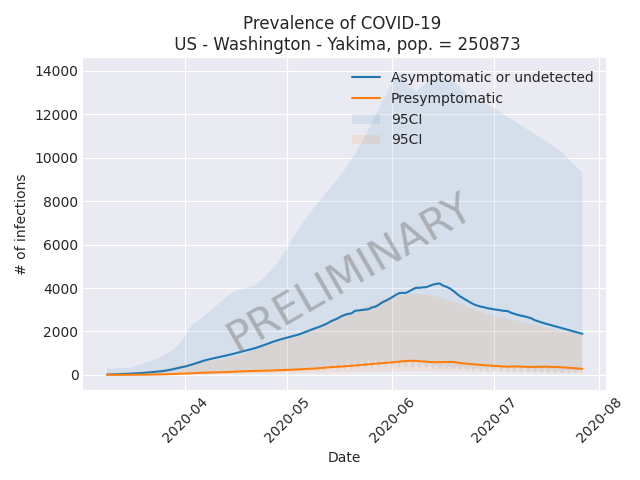 Prevalence of COVID-19
US - Washington - Yakima, pop. = 250873
14000
12000
10000
8000
6000
4000
2000
0
# of infections
Asymptomatic or undetected
Presymptomatic
95CI
95CI
PRELIMINARY
2020-04
2020-05
2020-06
2020-07
2020-08
Date